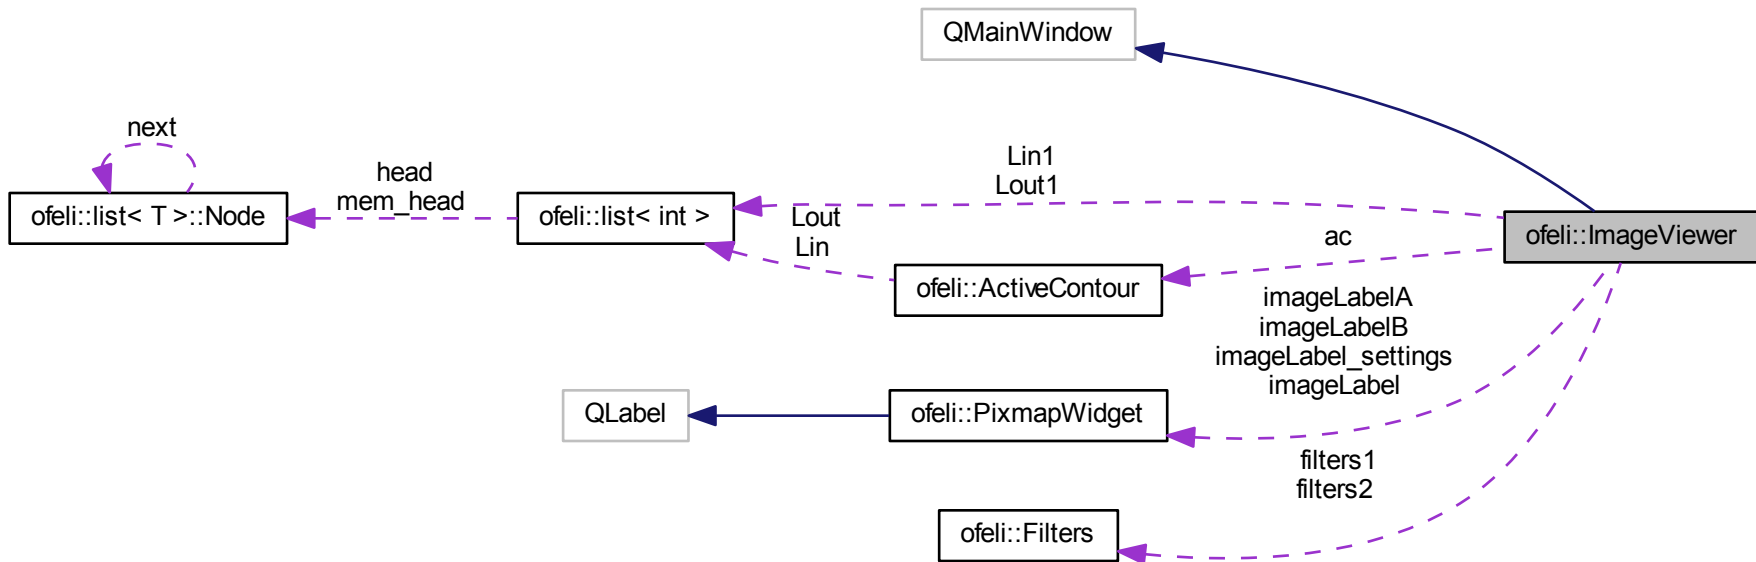 QMainWindow
next
head
mem_head
Lin1
Lout1
ofeli::list< T >::Node
ofeli::list< int >
Lout
Lin
ac
ofeli::ImageViewer
ofeli::ActiveContour
imageLabelA
imageLabelB
imageLabel_settings
imageLabel
QLabel
ofeli::PixmapWidget
filters1
filters2
ofeli::Filters